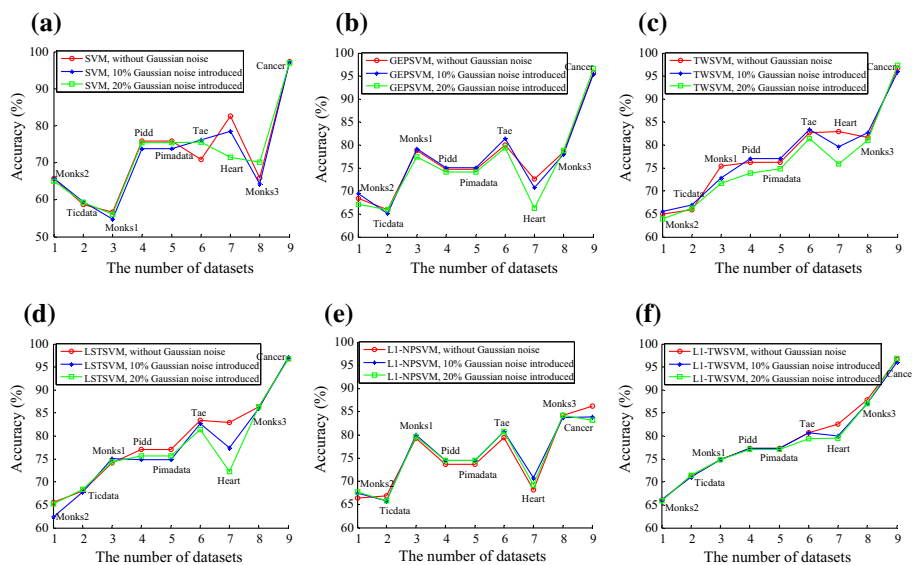 (a)
SVM, without Gaussian noise
SVM, 10% Gaussian noise introduced
SVM, 20% Gaussian noise introduced
Accuracy (%)
100
90
80
70
60
50
Monks2
Ticdata
Monks1
Pidd
Pimadata
Tae
Heart
Monks3
Cancer
1 2 3 4 5 6 7 8 9
The number of datasets
(b)
GEPSVM, without Gaussian noise
GEPSVM, 10% Gaussian noise introduced
GEPSVM, 20% Gaussian noise introduced
Accuracy (%)
100
95
90
85
80
75
70
65
60
Monks2
Ticdata
Monks1
Pidd
Pimadata
Tae
Heart
Monks3
Cancer
1 2 3 4 5 6 7 8 9
The number of datasets
(c)
TWSVM, without Gaussian noise
TWSVM, 10% Gaussian noise introduced
TWSVM, 20% Gaussian noise introduced
Accuracy (%)
100
95
90
85
80
75
70
65
60
Monks2
Ticdata
Monks1
Pidd
Pimadata
Tae
Heart
Monks3
Cancer
1 2 3 4 5 6 7 8 9
The number of datasets
(d)
LSTSVM, without Gaussian noise
LSTSVM, 10% Gaussian noise introduced
LSTSVM, 20% Gaussian noise introduced
Accuracy (%)
100
95
90
85
80
75
70
65
60
Monks2
Ticdata
Monks1
Pidd
Pimadata
Tae
Heart
Monks3
Cancer
1 2 3 4 5 6 7 8 9
The number of datasets
(e)
L1-NPSVM, without Gaussian noise
L1-NPSVM, 10% Gaussian noise introduced
L1-NPSVM, 20% Gaussian noise introduced
Accuracy (%)
100
95
90
85
80
75
70
65
60
Monks2
Ticdata
Monks1
Pidd
Pimadata
Tae
Heart
Monks3
Cancer
1 2 3 4 5 6 7 8 9
The number of datasets
(f)
L1-TWSVM, without Gaussian noise
L1-TWSVM, 10% Gaussian noise introduced
L1-TWSVM, 20% Gaussian noise introduced
Accuracy (%)
100
95
90
85
80
75
70
65
60
Monks2
Ticdata
Monks1
Pidd
Pimadata
Tae
Heart
Monks3
Cancer
1 2 3 4 5 6 7 8 9
The number of datasets